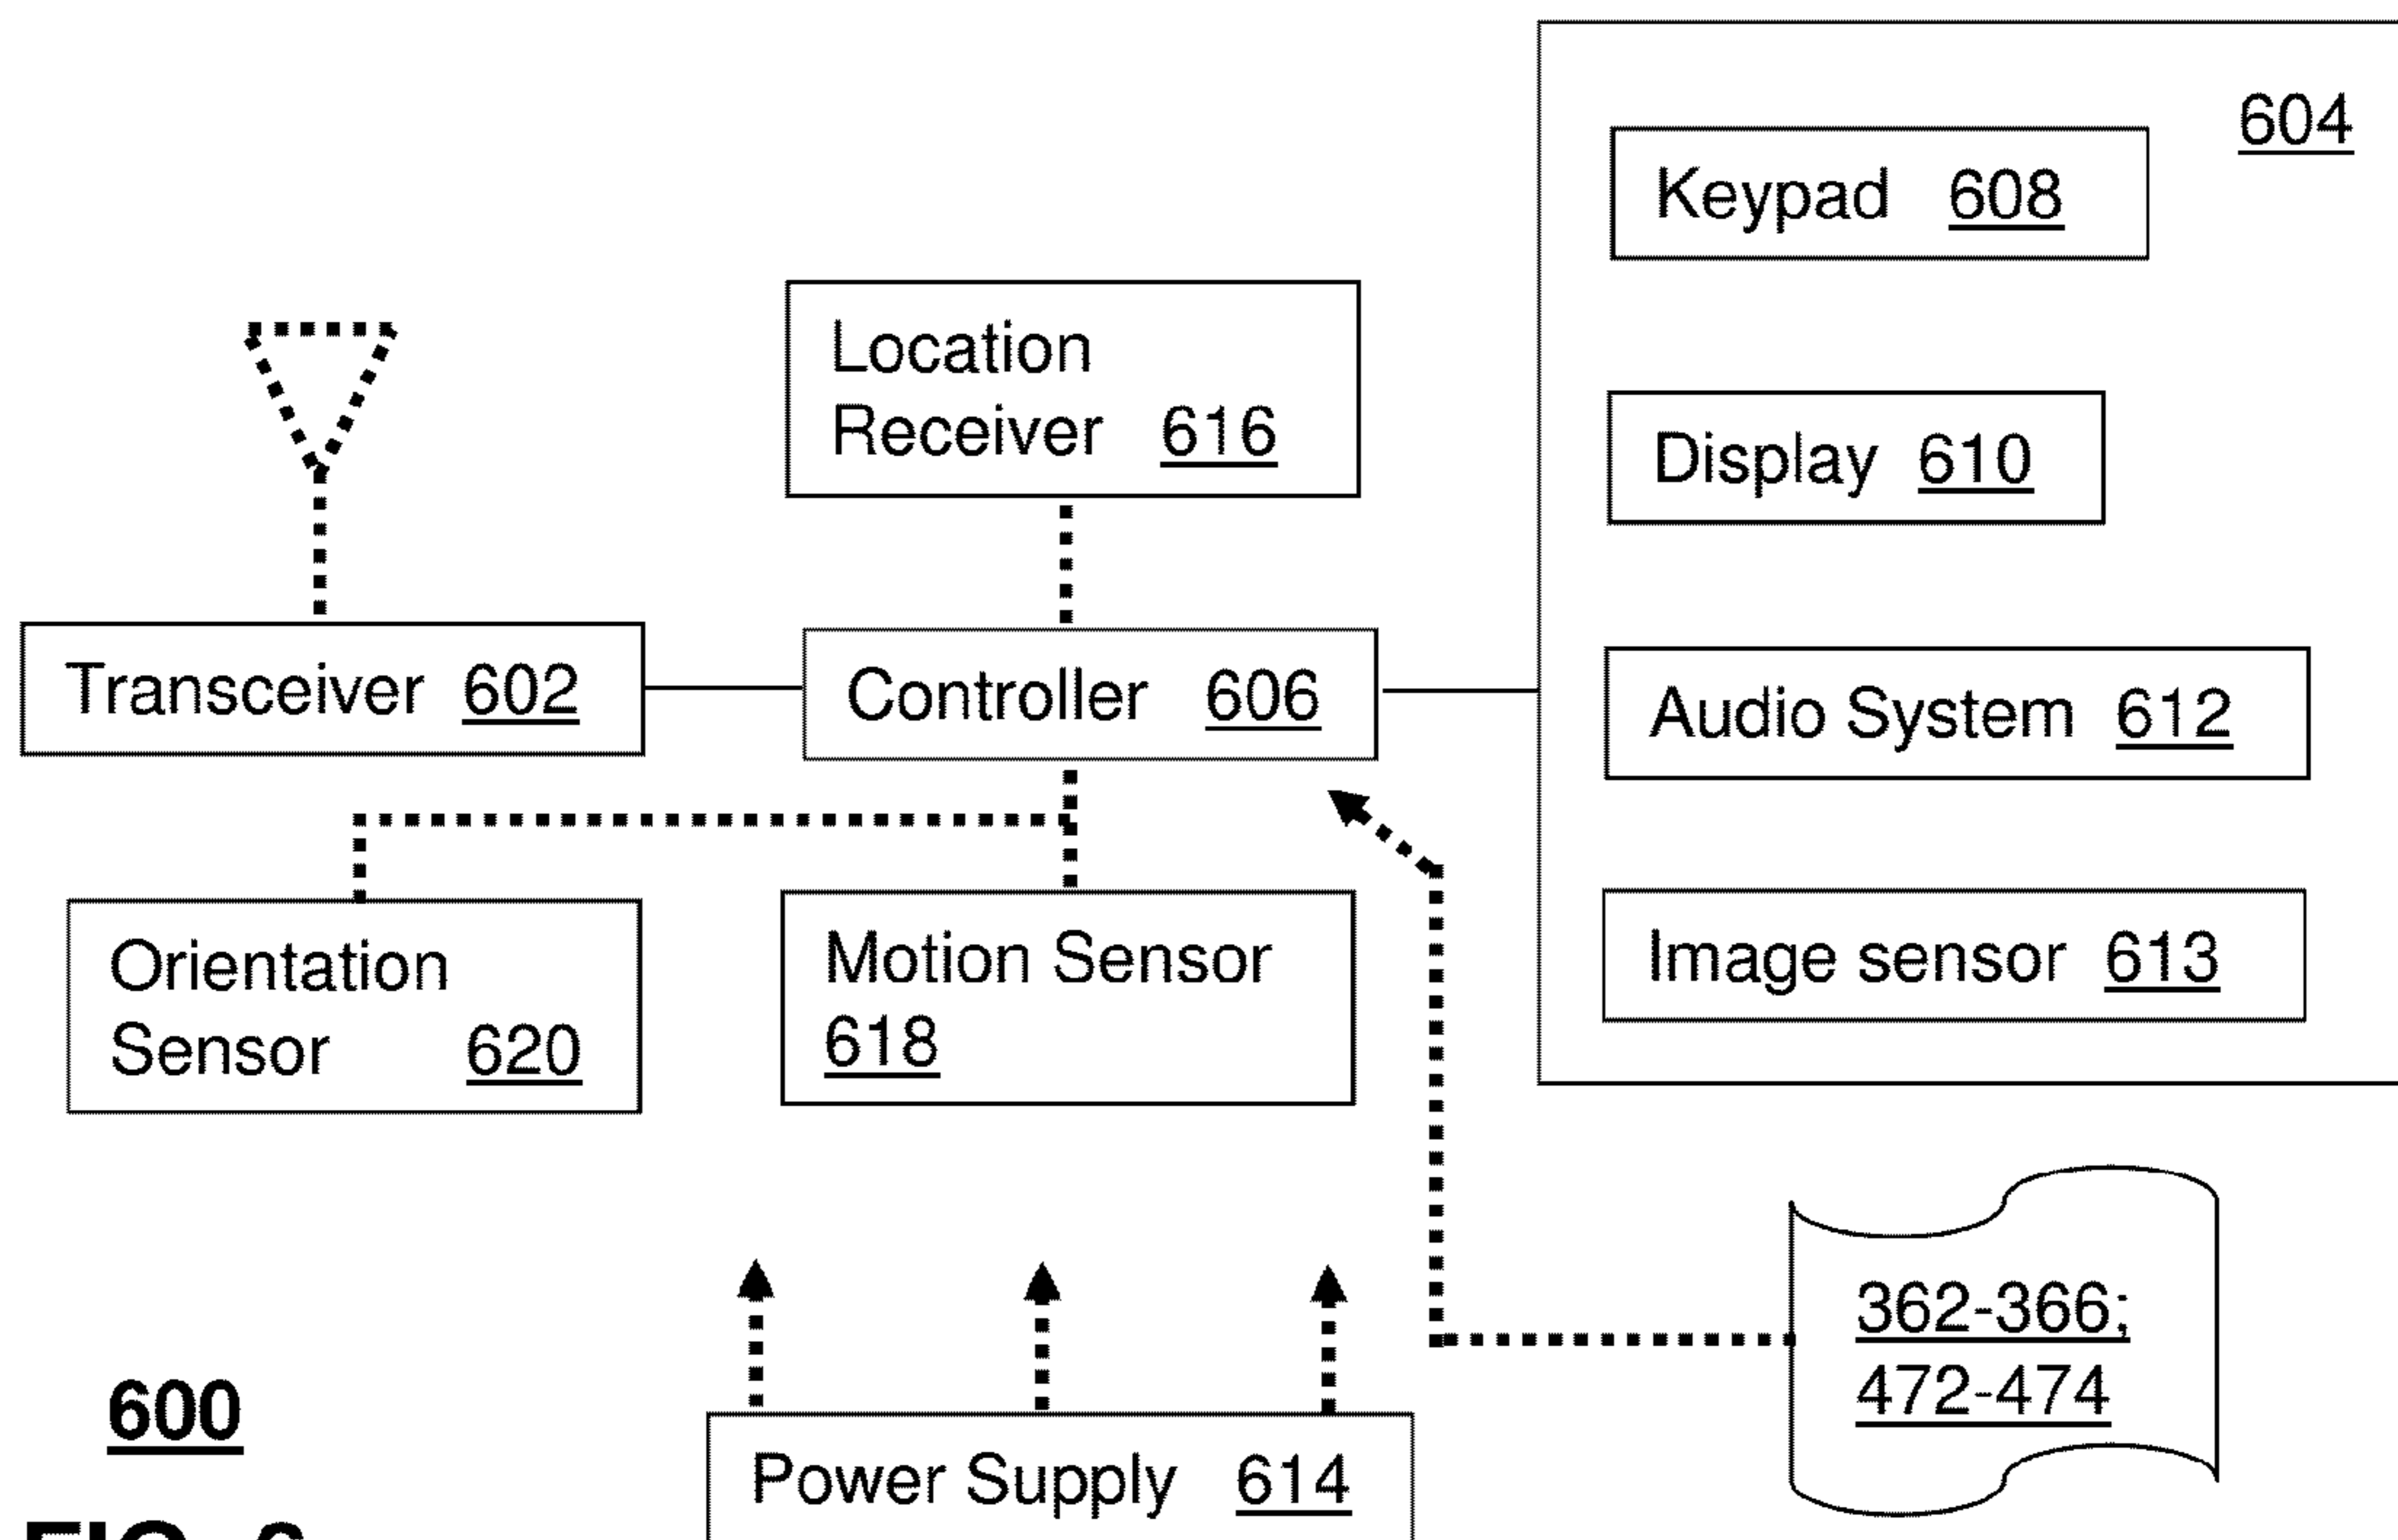 604
Keypad 608
Location
Receiver 616
Display 610
Transceiver 602
Controller 606
Audio System 612
Orientation
Sensor 620
Motion Sensor
618
Image sensor 613
362-366;
472-474
600
Power Supply 614